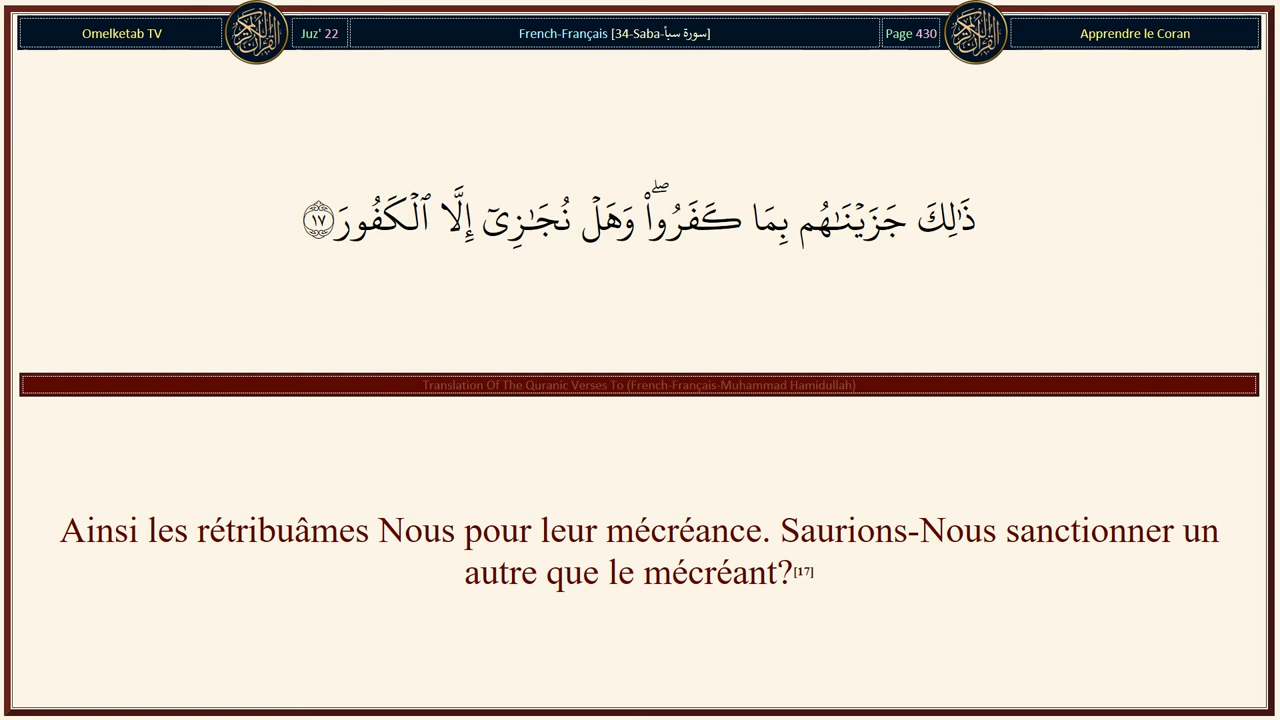 Omelketab TV
Juz' 22
French-Français [34-Saba-سورة سبأ]
Page 430
Apprendre le Coran
ذَٰلِكَ جَزَيْنَـٰهُم بِمَا كَفَرُوا۟ ۖ وَهَلْ نُجَـٰزِىٓ إِلَّا ٱلْكَفُورَ ١٧
Translation Of The Quranic Verses To (French-Français-Muhammad Hamidullah)
Ainsi les rétribuâmes Nous pour leur mécréance. Saurions-Nous sanctionner un
autre que le mécréant?[17]